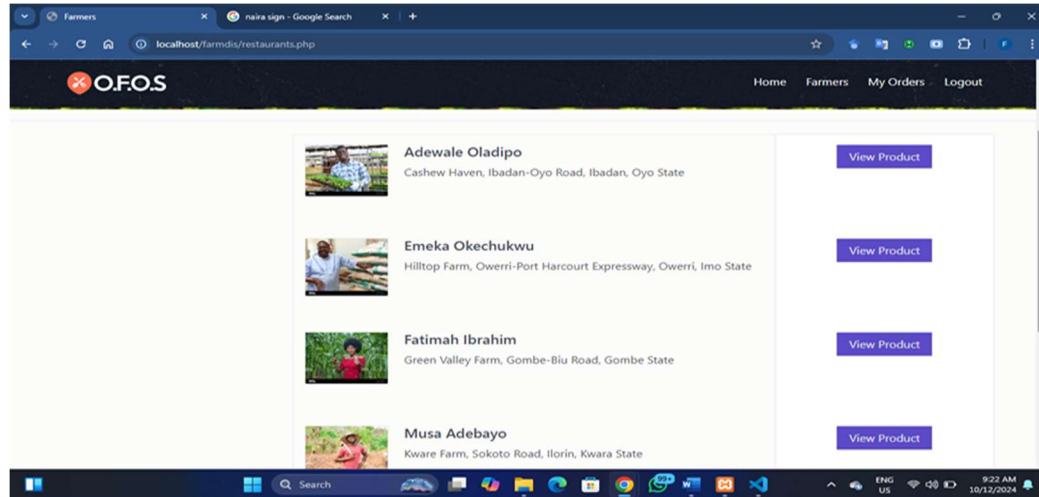 Farmers
naira sign - Google Search
localhost/farmdis/restaurants.php
O.F.O.S
Home Farmers My Orders Logout
Adewale Oladipo
Cashew Haven, Ibadan-Oyo Road, Ibadan, Oyo State
View Product
Emeka Okechukwu
Hilltop Farm, Owerri-Port Harcourt Expressway, Owerri, Imo State
View Product
Fatimah Ibrahim
Green Valley Farm, Gombe-Biu Road, Gombe State
View Product
Musa Adebayo
Kware Farm, Sokoto Road, Ilorin, Kwara State
View Product
Search
99+
ENG
US
9:22 AM
10/12/2024